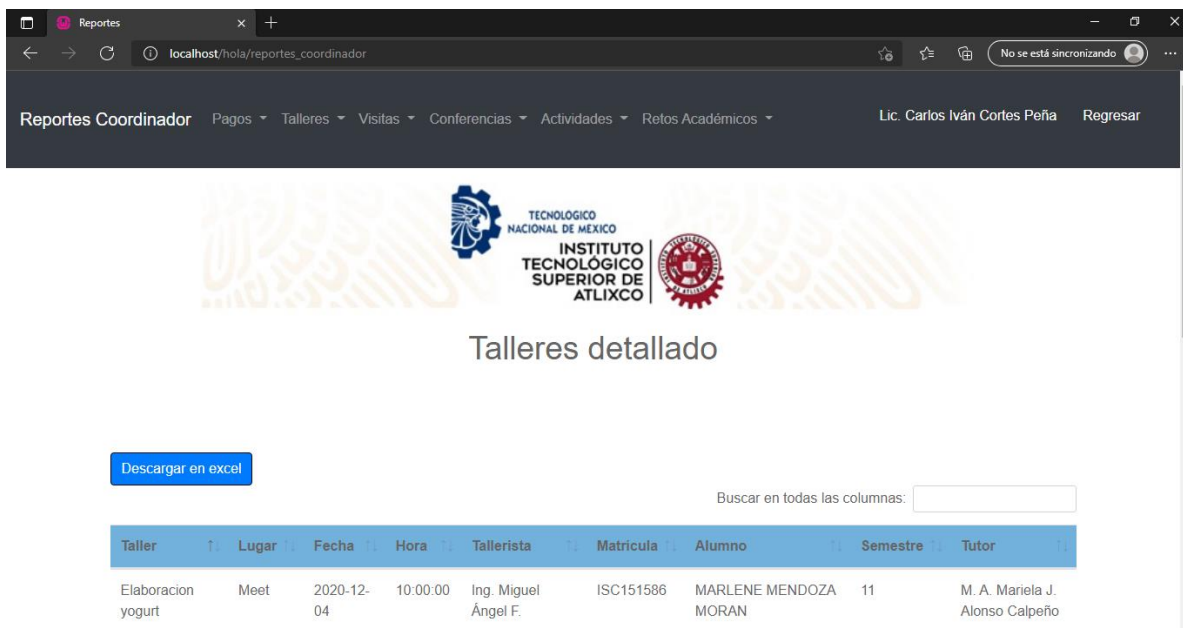 Reportes
localhost/hola/reportes_coordinador
No se está sincronizando
Reportes Coordinador Pagos Talleres Visitas Conferencias Actividades Retos Académicos Lic. Carlos Iván Cortes Peña Regresar
TECNOLOGICO
NACIONAL DE MEXICO
INSTITUTO
TECNOLÓGICO
SUPERIOR DE
ATLIXCO
Talleres detallado
Descargar en excel
Buscar en todas las columnas:
Taller Lugar Fecha Hora Tallerista Matricula Alumno Semestre Tutor
Elaboracion Meet 2020-12- 10:00:00 Ing. Miguel ISC151586 MARLENE MENDOZA 11 M. A. Mariela J.
yogurt 04 Ángel F. MORAN Alonso Calpeño